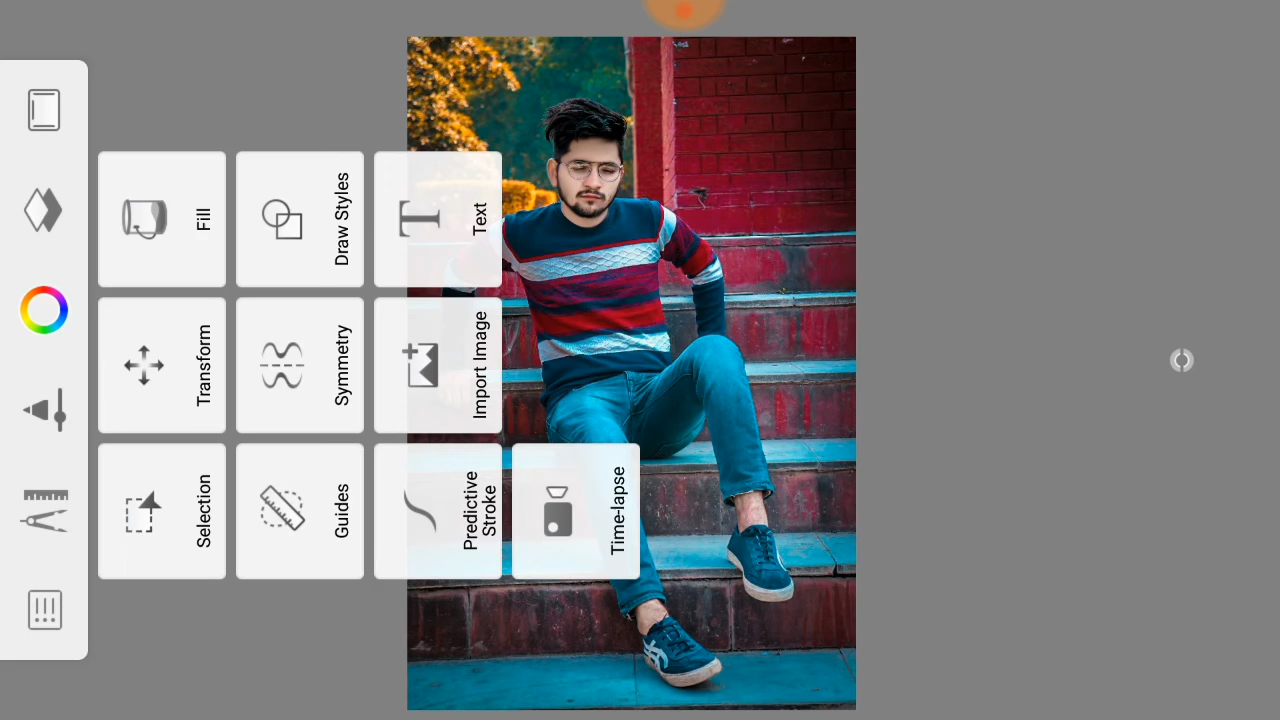 Fill
Draw Styles
Text
Transform
Symmetry
Import Image
Selection
Guides
Predictive
Stroke
Time-lapse